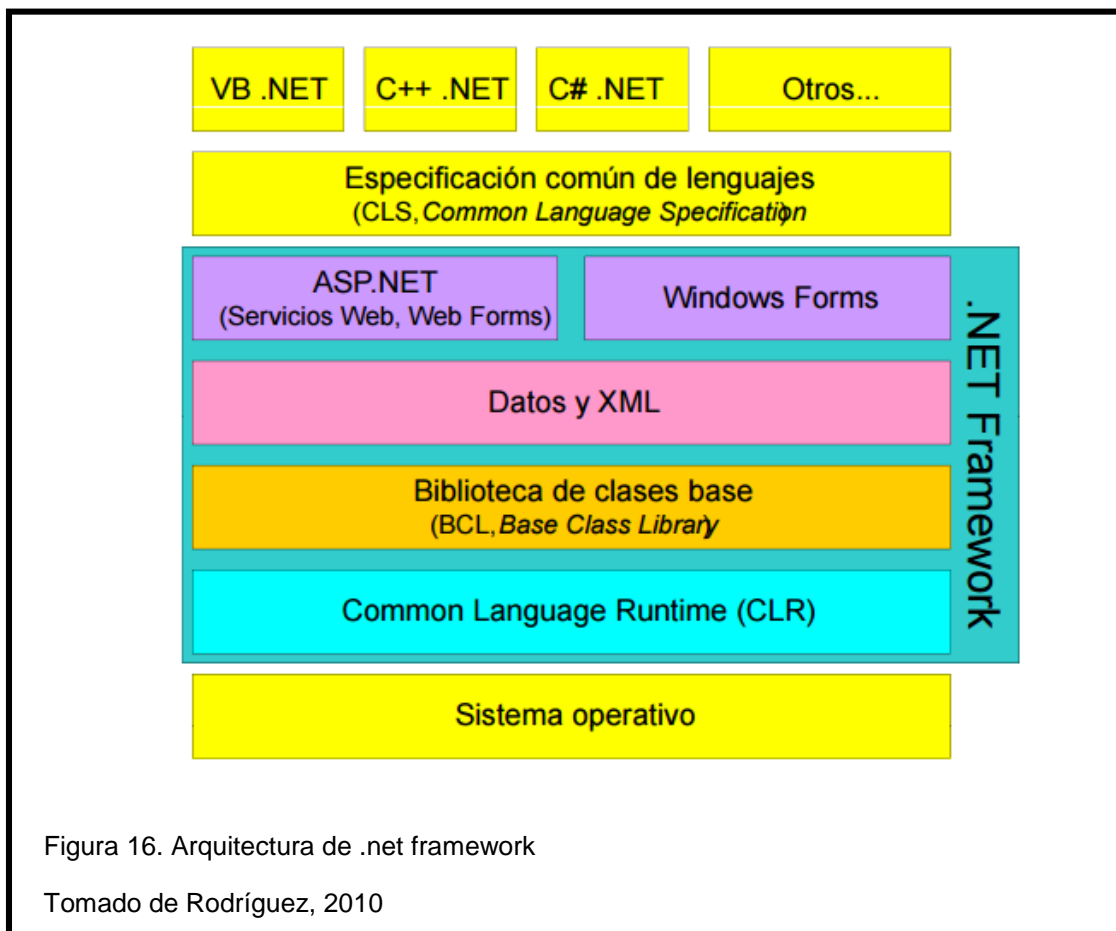 VB .NET
C++ .NET
C# .NET
Otros...
Especificación común de lenguajes
(CLS, Common Language Specification)
ASP.NET
(Servicios Web, Web Forms)
Windows Forms
.NET Framework
Datos y XML
Biblioteca de clases base
(BCL, Base Class Library)
Common Language Runtime (CLR)
Sistema operativo
Figura 16. Arquitectura de .net framework
Tomado de Rodríguez, 2010